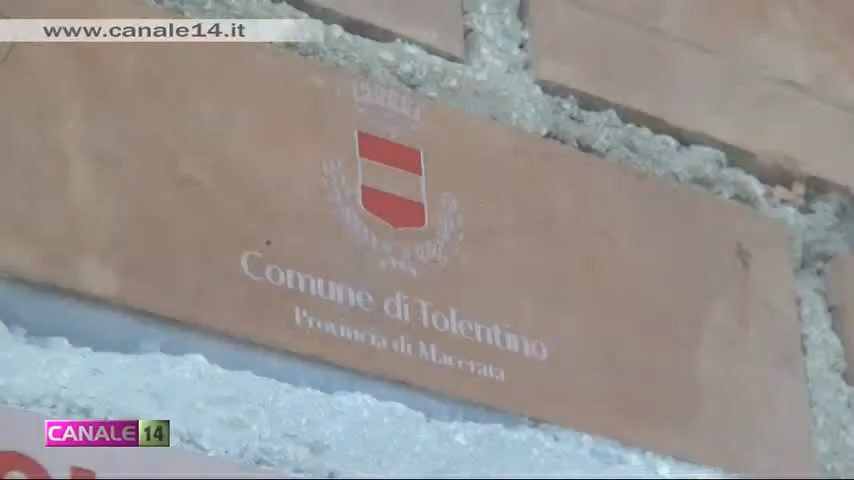 www.canale14.it
Comune di Tolentino
Provincia di Macerata
CANALE 14